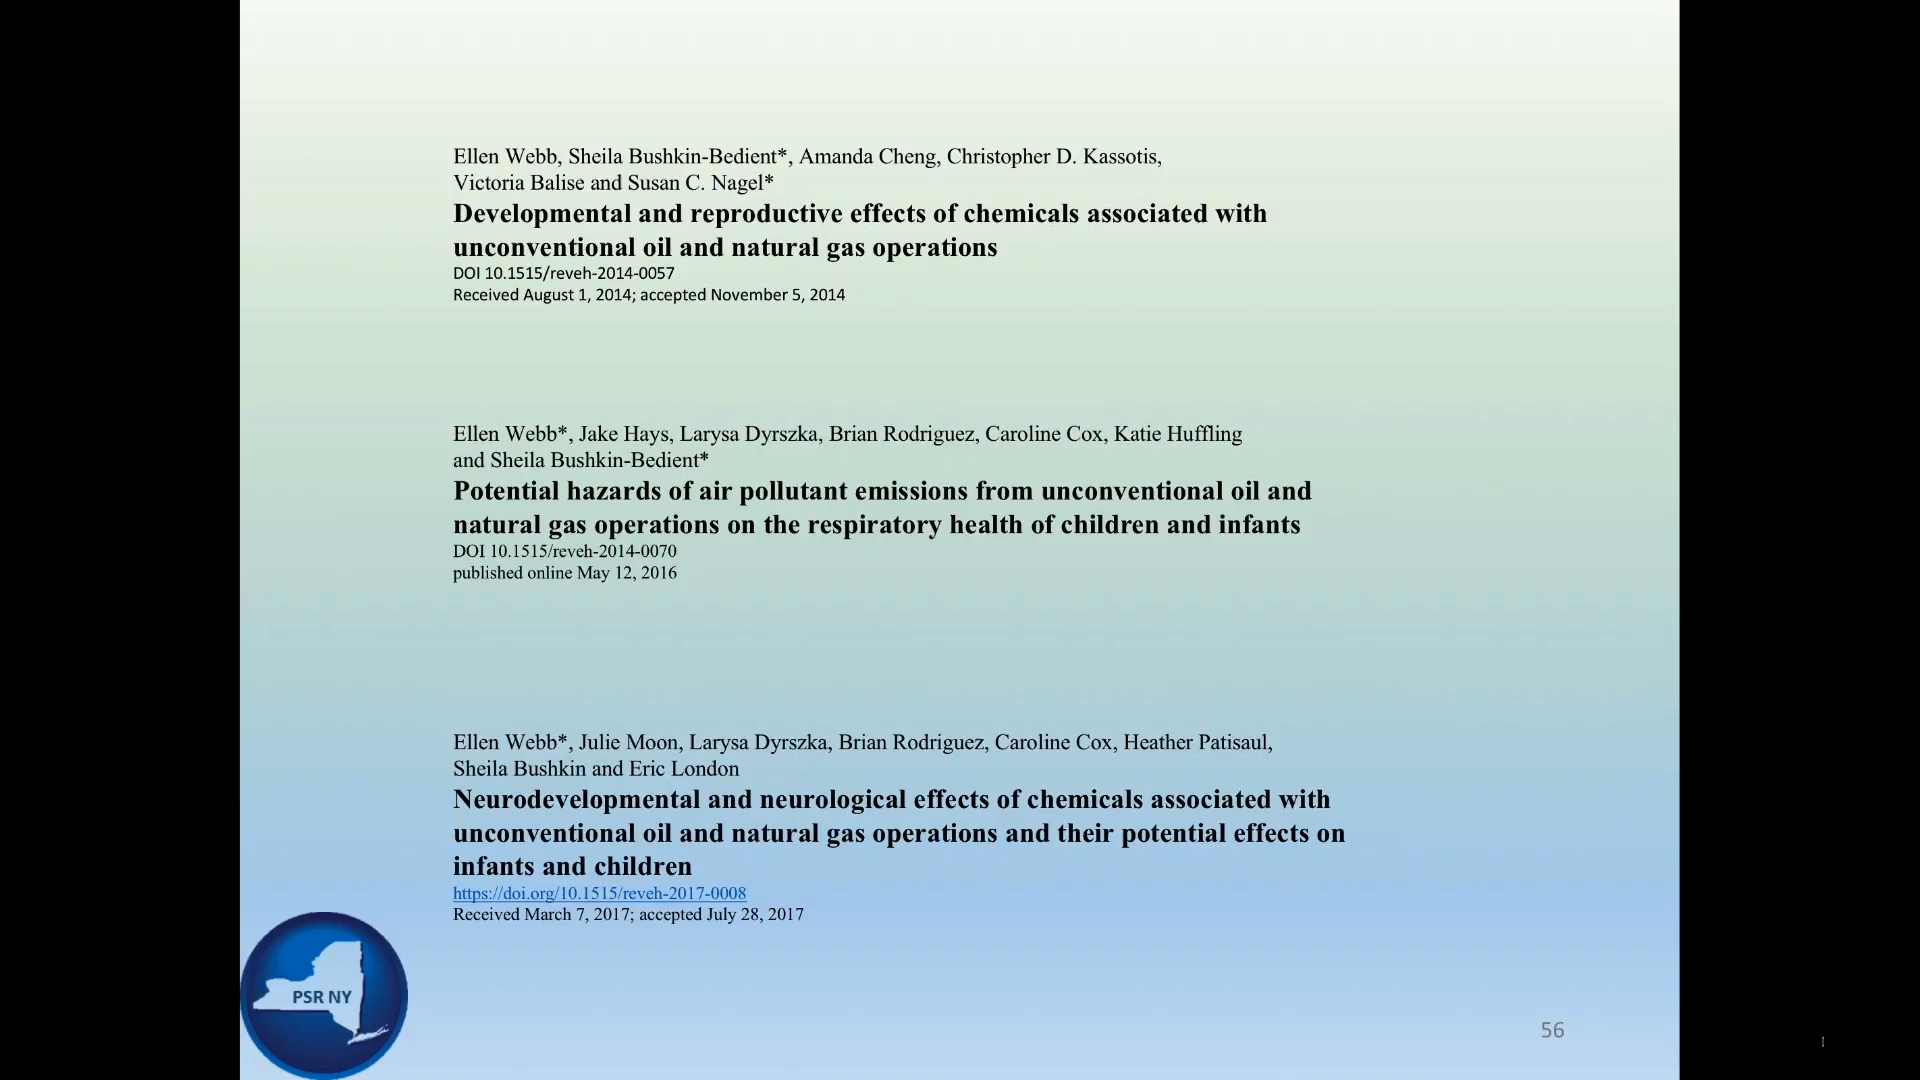 Ellen Webb, Sheila Bushkin-Bedient*, Amanda Cheng, Christopher D. Kassotis,
Victoria Balise and Susan C. Nagel*
Developmental and reproductive effects of chemicals associated with
unconventional oil and natural gas operations
DOI 10.1515/reveh-2014-0057
Received August 1, 2014; accepted November 5, 2014
Ellen Webb*, Jake Hays, Larysa Dyrszka, Brian Rodriguez, Caroline Cox, Katie Huffling
and Sheila Bushkin-Bedient*
Potential hazards of air pollutant emissions from unconventional oil and
natural gas operations on the respiratory health of children and infants
DOI 10.1515/reveh-2014-0070
published online May 12, 2016
Ellen Webb*, Julie Moon, Larysa Dyrszka, Brian Rodriguez, Caroline Cox, Heather Patisaul,
Sheila Bushkin and Eric London
Neurodevelopmental and neurological effects of chemicals associated with
unconventional oil and natural gas operations and their potential effects on
infants and children
https://doi.org/10.1515/reveh-2017-0008
Received March 7, 2017; accepted July 28, 2017
PSR NY
56